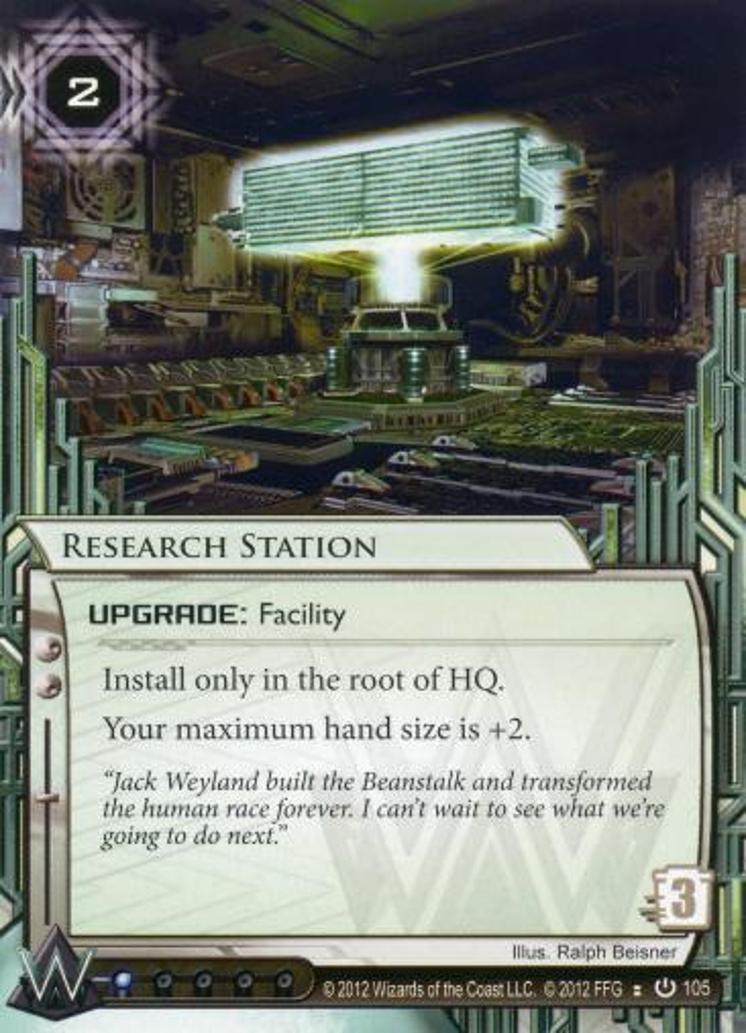 2
Research Station
UPGRADE: Facility
Install only in the root of HQ.
Your maximum hand size is +2.
“Jack Weyland built the Beanstalk and transformed
the human race forever. I can’t wait to see what we’re
going to do next.”
3
Illus. Ralph Beisner
W
© 2012 Wizards of the Coast LLC. © 2012 FFG 105